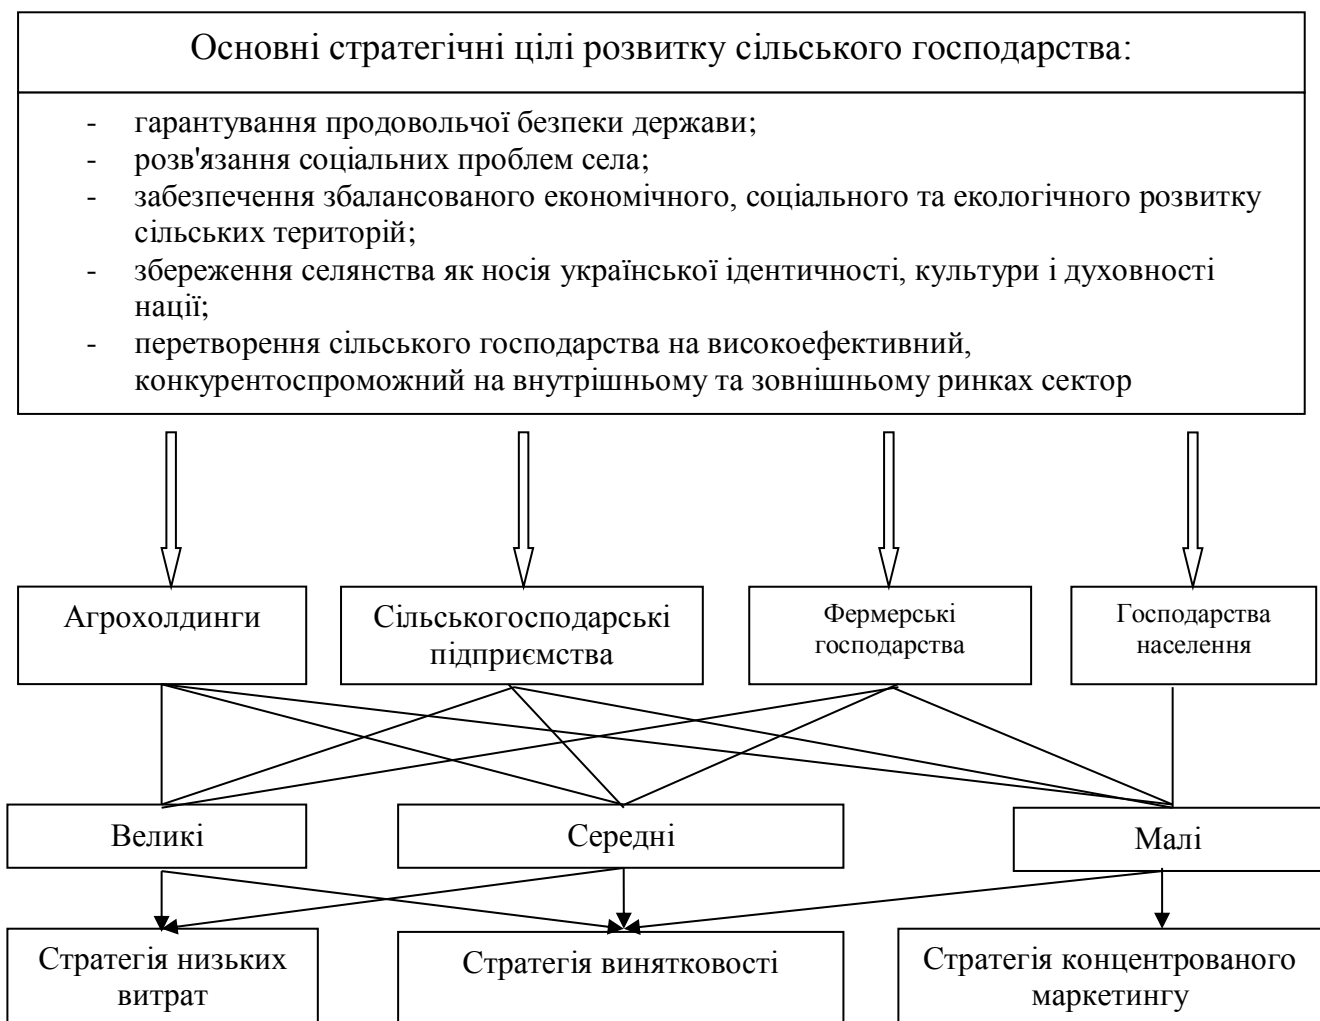 Основні стратегічні цілі розвитку сільського господарства:
- гарантування продовольчої безпеки держави;
- розв'язання соціальних проблем села;
- забезпечення збалансованого економічного, соціального та екологічного розвитку
сільських територій;
- збереження селянства як носія української ідентичності, культури і духовності
нації;
- перетворення сільського господарства на високоефективний,
конкурентоспроможний на внутрішньому та зовнішньому ринках сектор
Агрохолдинги
Сільськогосподарські
підприємства
Фермерські
господарства
Господарства
населення
Великі
Середні
Малі
Стратегія низьких
витрат
Стратегія винятковості
Стратегія концентрованого
маркетингу